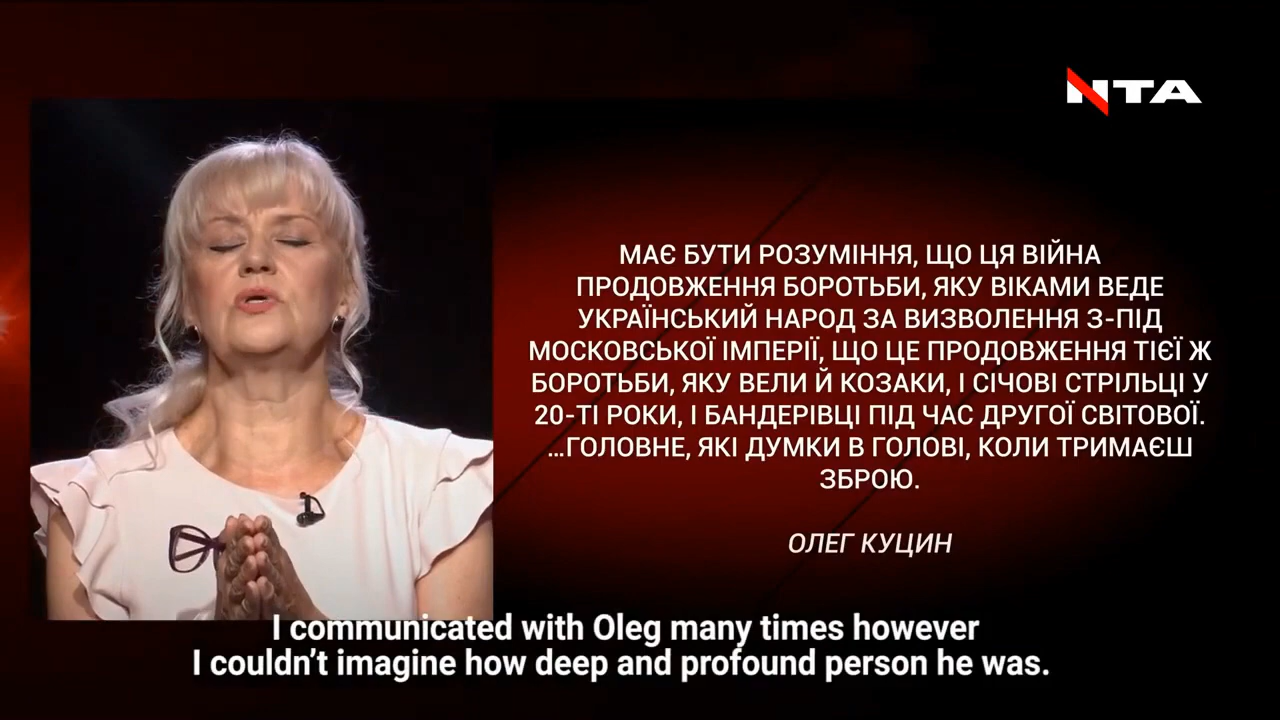 NTA
МАЄ БУТИ РОЗУМІННЯ, ЩО ЦЯ ВІЙНА
ПРОДОВЖЕННЯ БОРОТЬБИ, ЯКУ ВІКАМИ ВЕДЕ
УКРАЇНСЬКИЙ НАРОД ЗА ВИЗВОЛЕННЯ З-ПІД
МОСКОВСЬКОЇ ІМПЕРІЇ, ЩО ЦЕ ПРОДОВЖЕННЯ ТІЄЇ Ж
БОРОТЬБИ, ЯКУ ВЕЛИ Й КОЗАКИ, І СІЧОВІ СТРІЛЬЦІ У
20-ТІ РОКИ, І БАНДЕРІВЦІ ПІД ЧАС ДРУГОЇ СВІТОВОЇ.
...ГОЛОВНЕ, ЯКІ ДУМКИ В ГОЛОВІ, КОЛИ ТРИМАЄШ
ЗБРОЮ.
ОЛЕГ КУЦИН
I communicated with Oleg many times however
I couldn't imagine how deep and profound person he was.